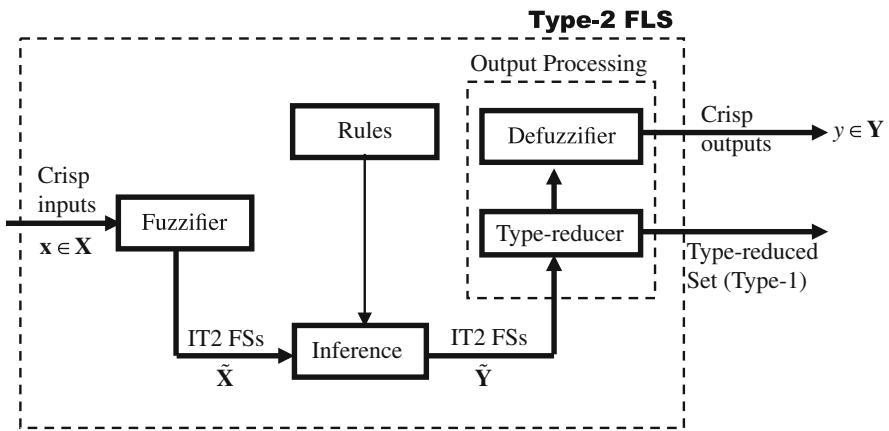 Type-2 FLS
Output Processing
Rules
Defuzzifier
Crisp
outputs
y ∈ Y
Crisp
inputs
x ∈ X
Fuzzifier
Type-reducer
Type-reduced
Set (Type-1)
IT2 FSs
X̃
Inference
IT2 FSs
Ỹ